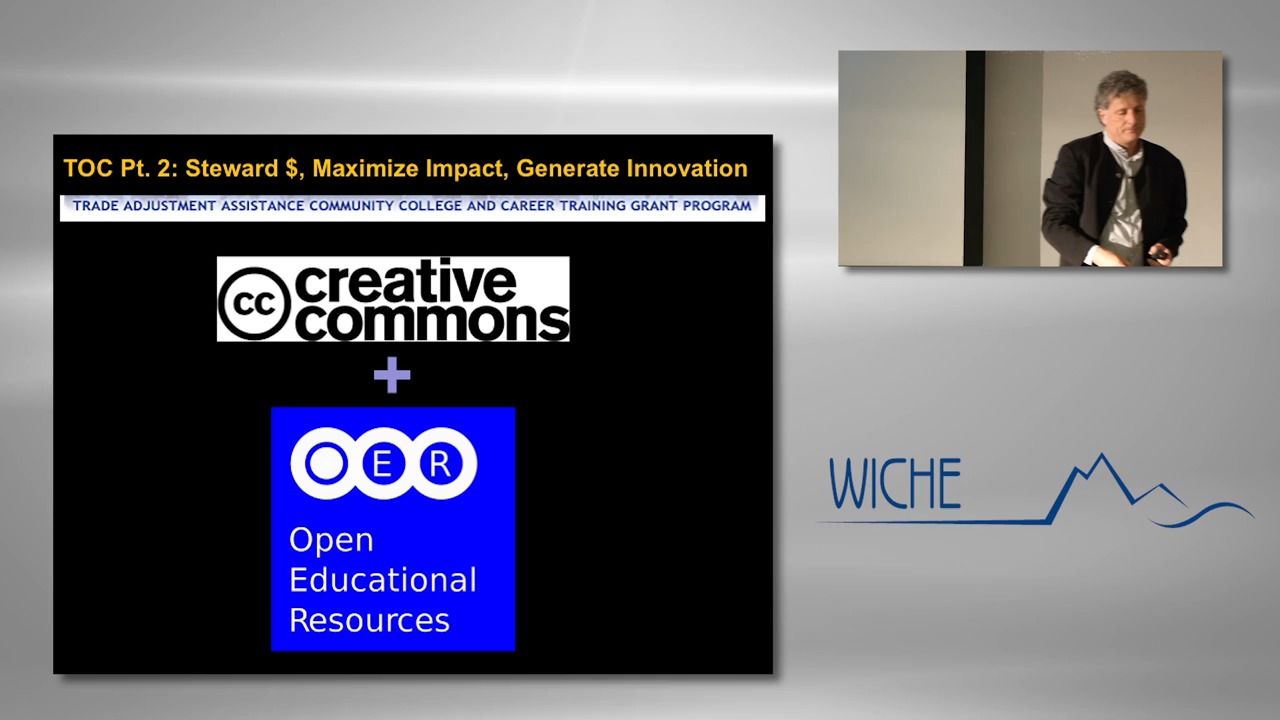 TOC Pt. 2: Steward $, Maximize Impact, Generate Innovation
TRADE ADJUSTMENT ASSISTANCE COMMUNITY COLLEGE AND CAREER TRAINING GRANT PROGRAM
cc creative
commons
+
O E R
Open
Educational
Resources
WICHE